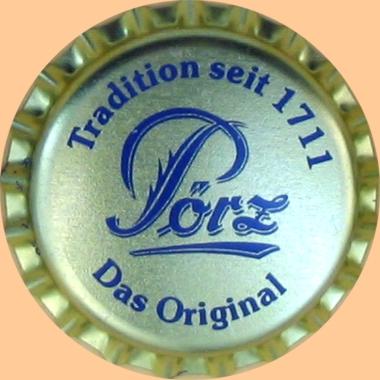 Tradition seit 1711
Pörz
Das Original